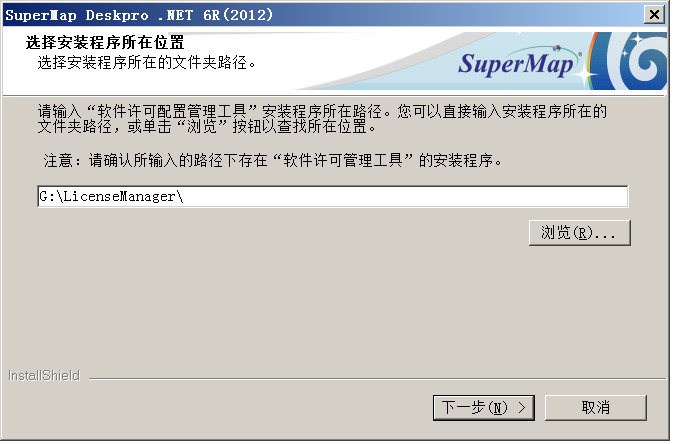 SuperMap Deskpro .NET 6R(2012)
选择安装程序所在位置
选择安装程序所在的文件夹路径。
SuperMap
请输入“软件许可配置管理工具”安装程序所在路径。您可以直接输入安装程序所在的
文件夹路径，或单击“浏览”按钮以查找所在位置。
注意：请确认所输入的路径下存在“软件许可管理工具”的安装程序。
G:\LicenseManager\
浏览(R)...
InstallShield
下一步(N) >
取消